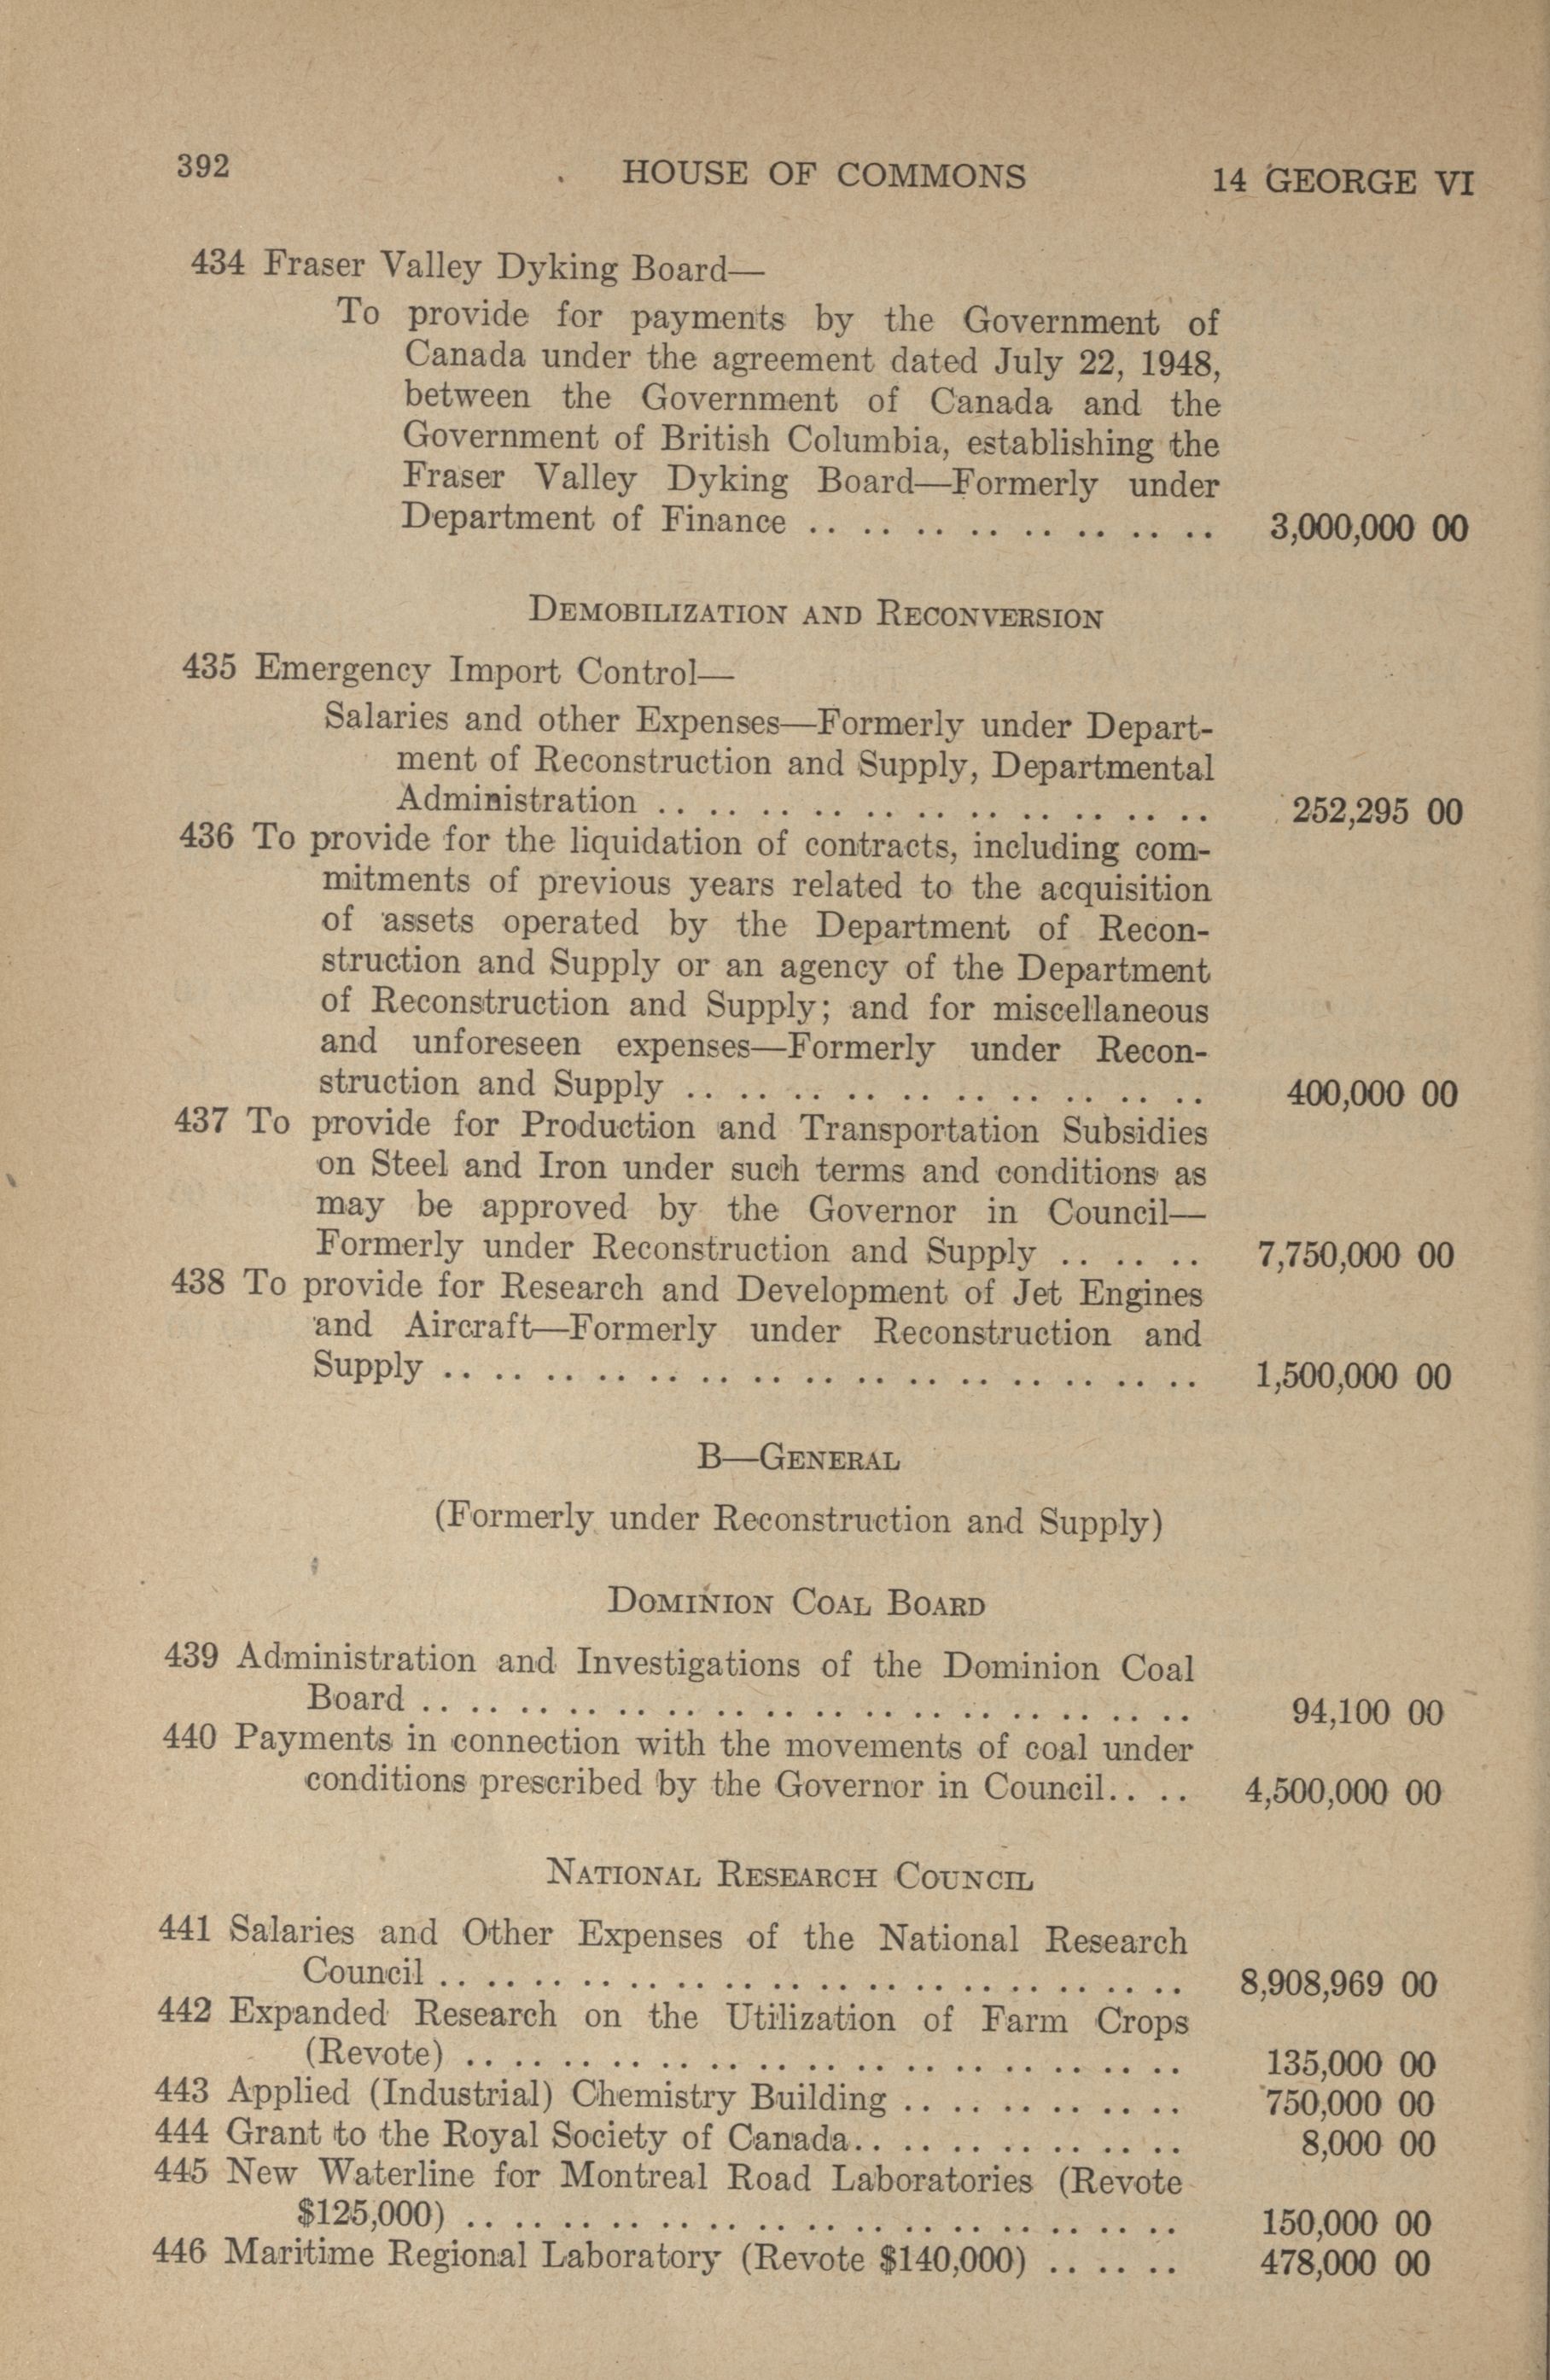 392 HOUSE OF COMMONS 14 GEORGE VI
434 Fraser Valley Dyking Board—
To provide for payments by the Government of
Canada under the agreement dated July 22, 1948,
between the Government of Canada and the
Government of British Columbia, establishing the
Fraser Valley Dyking Board—Formerly under
Department of Finance .. .. .. .. .. .. .. .. 3,000,000 00
DEMOBILIZATION AND RECONVERSION
435 Emergency Import Control—
Salaries and other Expenses—Formerly under Depart-
ment of Reconstruction and Supply, Departmental
Administration .. .. .. .. .. .. .. .. .. .. .. 252,295 00
436 To provide for the liquidation of contracts, including com-
mitments of previous years related to the acquisition
of assets operated by the Department of Recon-
struction and Supply or an agency of the Department
of Reconstruction and Supply; and for miscellaneous
and unforeseen expenses—Formerly under Recon-
struction and Supply .. .. .. .. .. .. .. .. .. .. 400,000 00
437 To provide for Production and Transportation Subsidies
on Steel and Iron under such terms and conditions as
may be approved by the Governor in Council—
Formerly under Reconstruction and Supply .. .. .. 7,750,000 00
438 To provide for Research and Development of Jet Engines
and Aircraft—Formerly under Reconstruction and
Supply .. .. .. .. .. .. .. .. .. .. .. .. .. .. .. 1,500,000 00
B—GENERAL
(Formerly under Reconstruction and Supply)
DOMINION COAL BOARD
439 Administration and Investigations of the Dominion Coal
Board .. .. .. .. .. .. .. .. .. .. .. .. .. .. .. .. 94,100 00
440 Payments in connection with the movements of coal under
conditions prescribed by the Governor in Council.. .. 4,500,000 00
NATIONAL RESEARCH COUNCIL
441 Salaries and Other Expenses of the National Research
Council .. .. .. .. .. .. .. .. .. .. .. .. .. .. .. .. 8,908,969 00
442 Expanded Research on the Utilization of Farm Crops
(Revote) .. .. .. .. .. .. .. .. .. .. .. .. .. .. .. 135,000 00
443 Applied (Industrial) Chemistry Building .. .. .. .. .. .. 750,000 00
444 Grant to the Royal Society of Canada.. .. .. .. .. .. .. 8,000 00
445 New Waterline for Montreal Road Laboratories (Revote
$125,000) .. .. .. .. .. .. .. .. .. .. .. .. .. .. .. 150,000 00
446 Maritime Regional Laboratory (Revote $140,000) .. .. .. 478,000 00